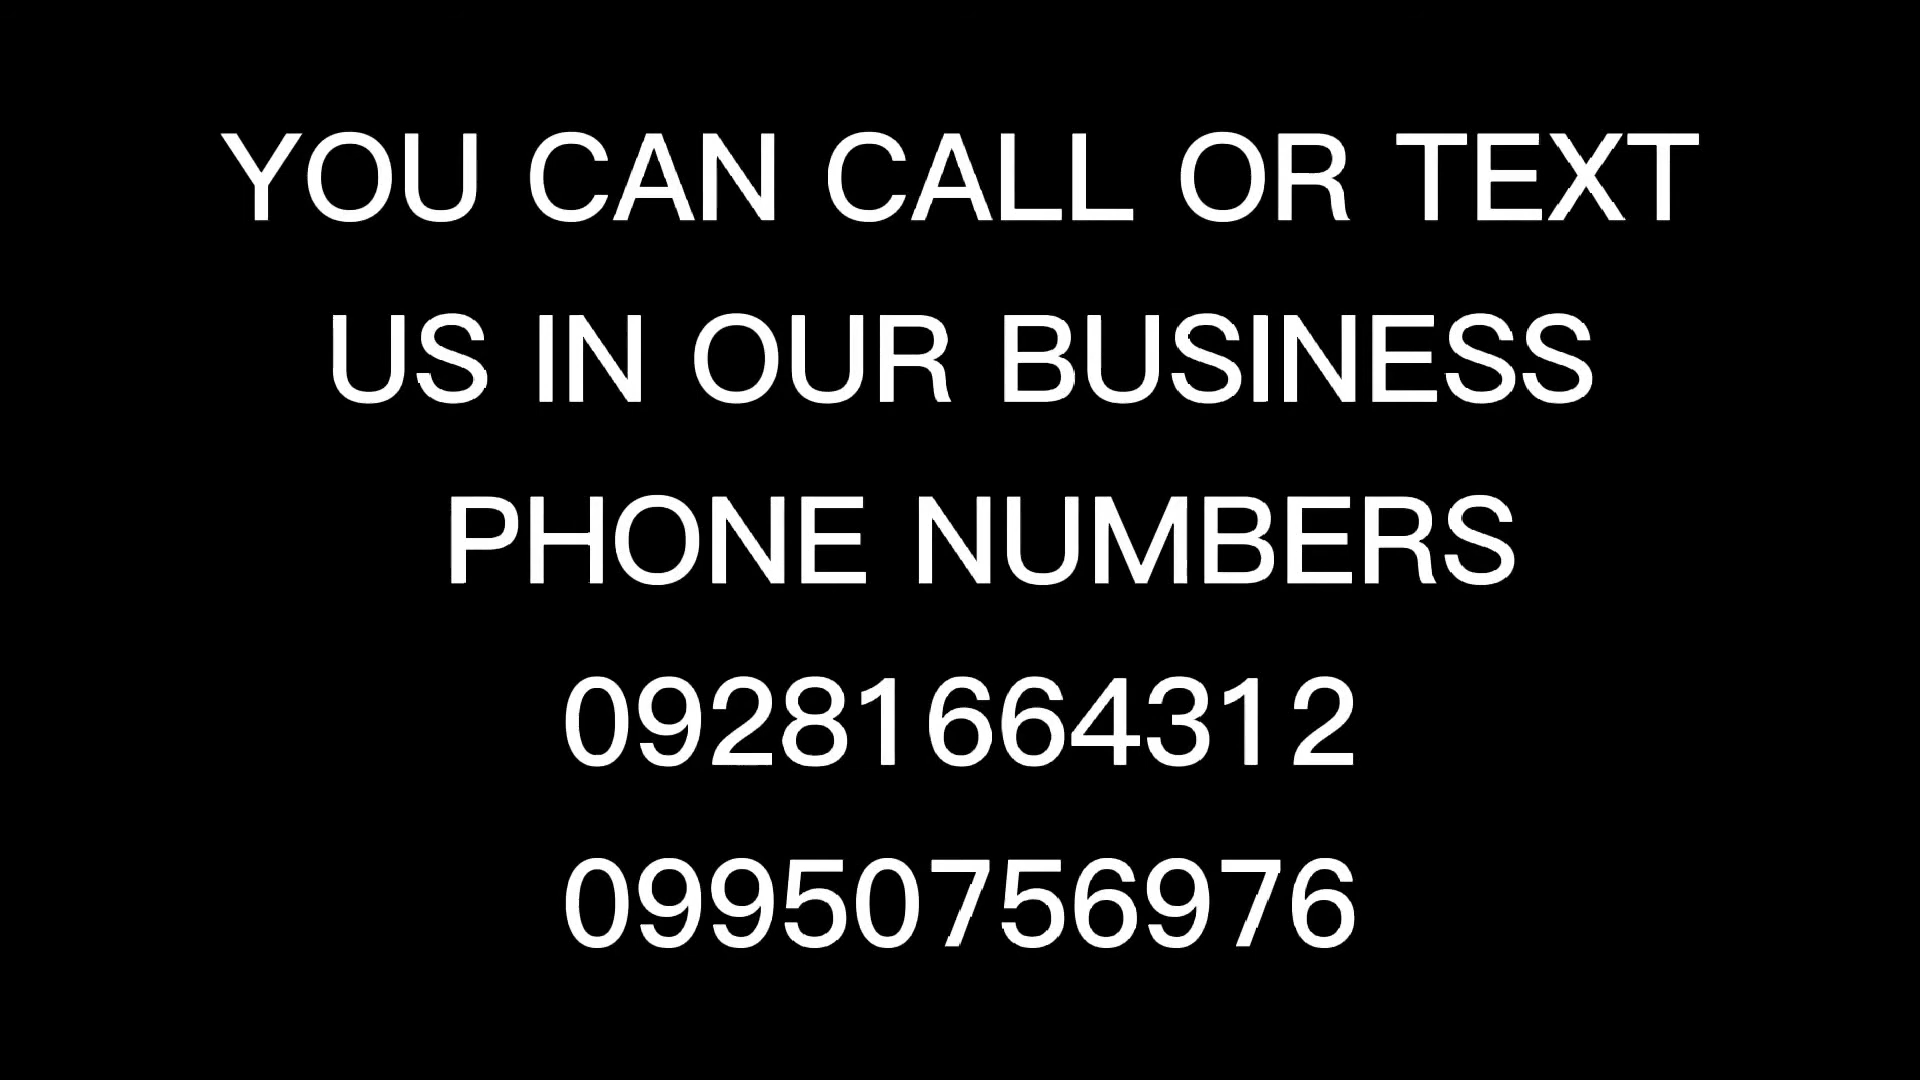 YOU CAN CALL OR TEXT
US IN OUR BUSINESS
PHONE NUMBERS
09281664312
09950756976